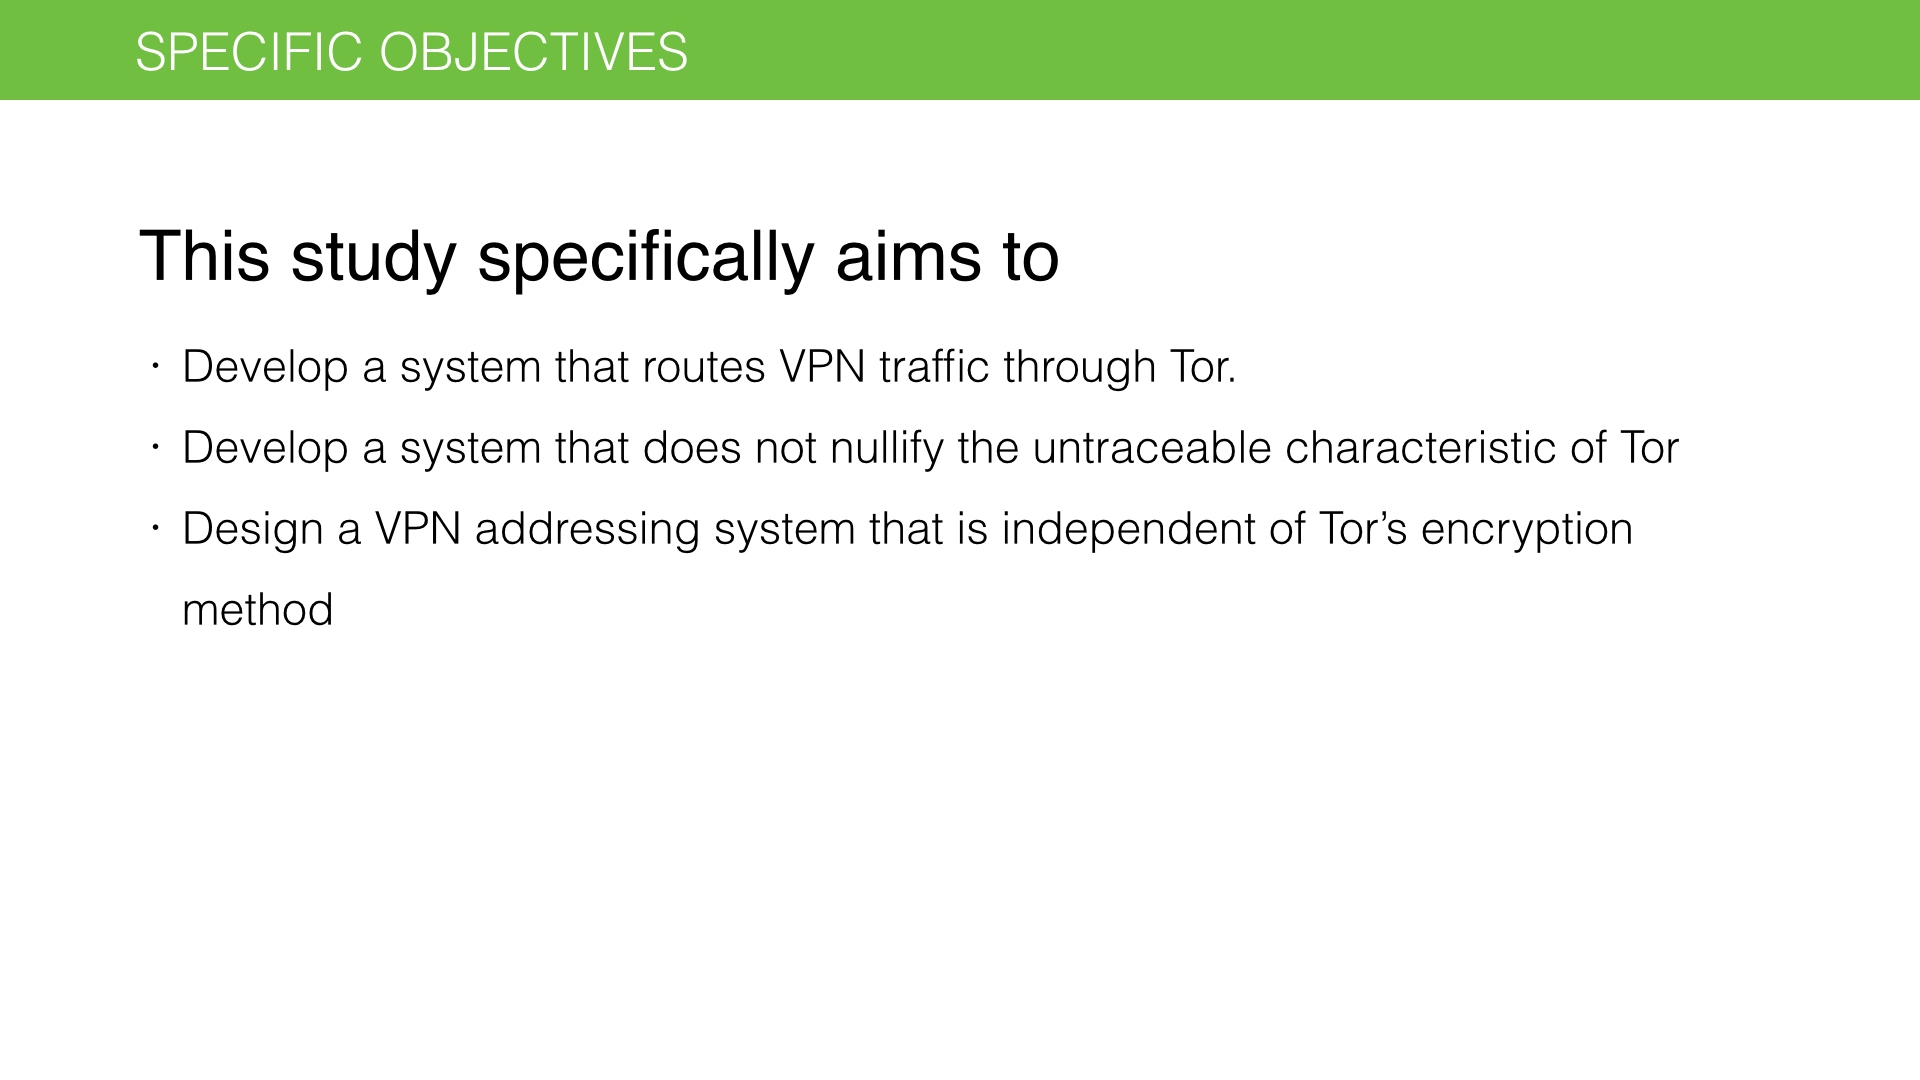 SPECIFIC OBJECTIVES
This study specifically aims to
· Develop a system that routes VPN traffic through Tor.
· Develop a system that does not nullify the untraceable characteristic of Tor
· Design a VPN addressing system that is independent of Tor’s encryption
method